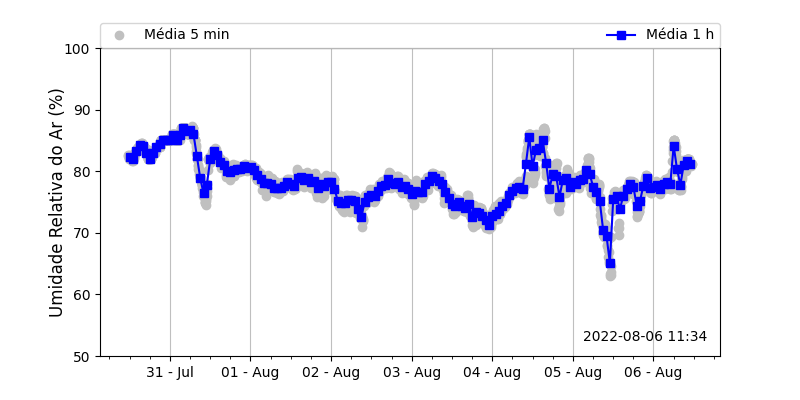 Média 5 min
Média 1 h
Umidade Relativa do Ar (%)
100
90
80
70
60
50
2022-08-06 11:34
31 - Jul
01 - Aug
02 - Aug
03 - Aug
04 - Aug
05 - Aug
06 - Aug